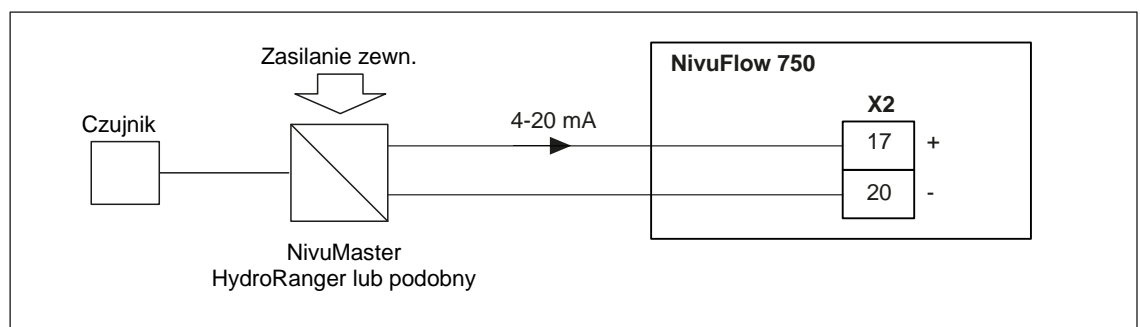 Zasilanie zewn.
NivuFlow 750
X2
Czujnik
4-20 mA
17 +
20 -
NivuMaster
HydroRanger lub podobny